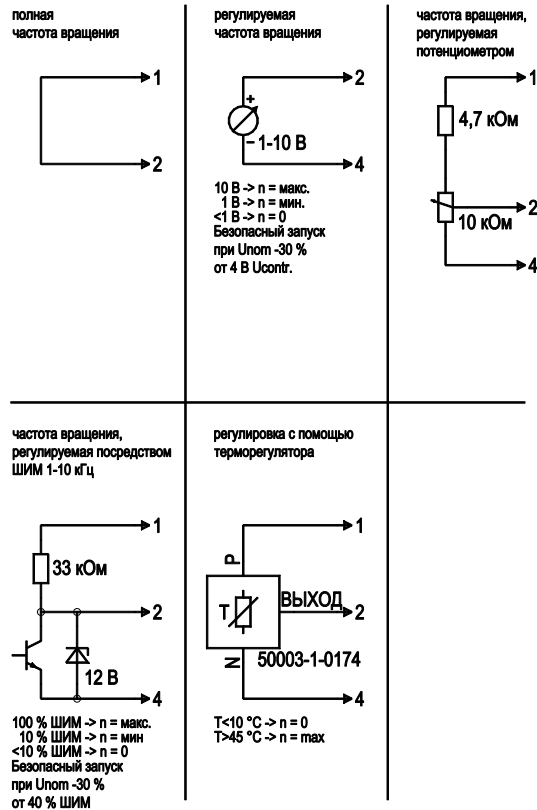 полная
частота вращения
1
2
регулируемая
частота вращения
2
+
–
1-10 В
4
10 В -> n = макс.
1 В -> n = мин.
<1 В -> n = 0
Безопасный запуск
при Unom -30 %
от 4 В Ucontr.
частота вращения,
регулируемая
потенциометром
1
4,7 кОм
2
10 кОм
4
частота вращения,
регулируемая посредством
ШИМ 1-10 кГц
1
33 кОм
2
12 В
4
100 % ШИМ -> n = макс.
10 % ШИМ -> n = мин
<10 % ШИМ -> n = 0
Безопасный запуск
при Unom -30 %
от 40 % ШИМ
регулировка с помощью
терморегулятора
1
P
T
ВЫХОД
2
N
50003-1-0174
4
T<10 °C -> n = 0
T>45 °C -> n = max